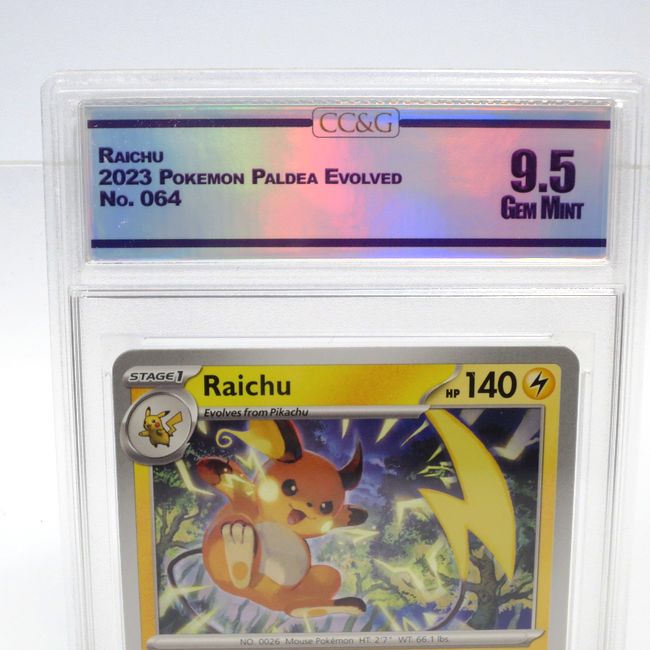 CC&G
RAICHU
2023 POKEMON PALDEA EVOLVED
NO. 064
9.5
GEM MINT
STAGE 1
Raichu
HP 140
Evolves from Pikachu
NO. 0026 Mouse Pokémon HT: 2'7" WT: 66.1 lbs.